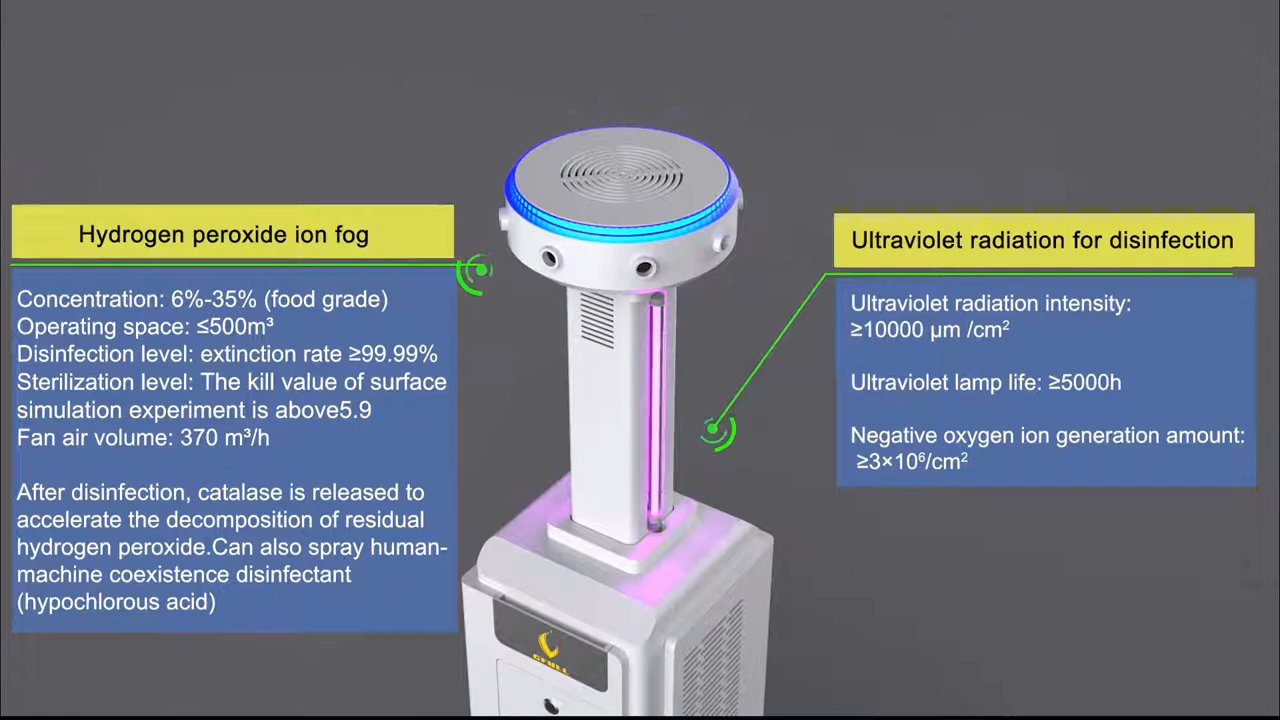 Hydrogen peroxide ion fog
Concentration: 6%-35% (food grade)
Operating space: ≤500m³
Disinfection level: extinction rate ≥99.99%
Sterilization level: The kill value of surface
simulation experiment is above5.9
Fan air volume: 370 m³/h
After disinfection, catalase is released to
accelerate the decomposition of residual
hydrogen peroxide.Can also spray human-
machine coexistence disinfectant
(hypochlorous acid)
Ultraviolet radiation for disinfection
Ultraviolet radiation intensity:
≥10000 μm /cm²
Ultraviolet lamp life: ≥5000h
Negative oxygen ion generation amount:
≥3×10⁶/cm²